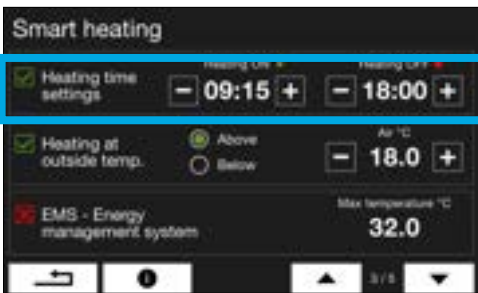 Smart heating
Heating ON Heating OFF
Heating time settings − 09:15 + − 18:00 +
Heating at outside temp. Above Below Air °C − 18.0 +
EMS - Energy management system Max temperature °C 32.0
3/5